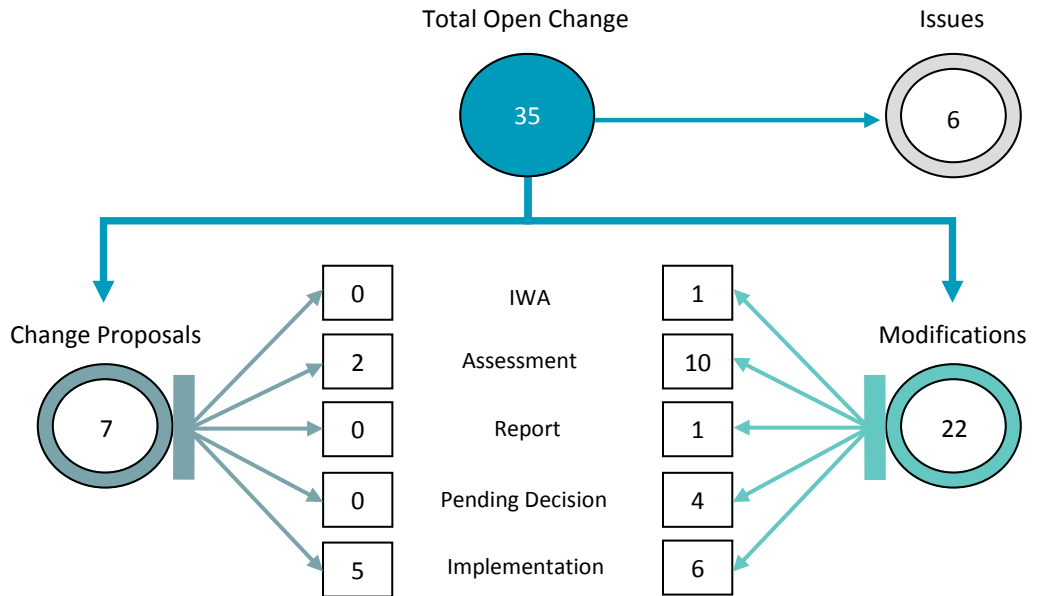 Total Open Change
Issues
35
6
0
IWA
1
Change Proposals
Modifications
2
Assessment
10
7
0
Report
1
22
0
Pending Decision
4
5
Implementation
6